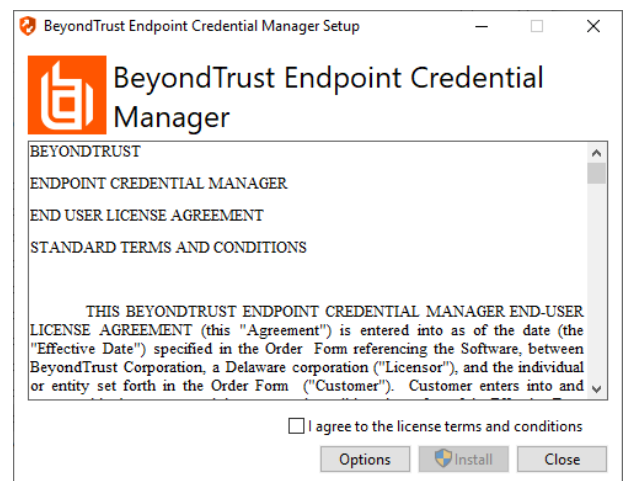 BeyondTrust Endpoint Credential Manager Setup
BeyondTrust Endpoint Credential
Manager
BEYONDTRUST
ENDPOINT CREDENTIAL MANAGER
END USER LICENSE AGREEMENT
STANDARD TERMS AND CONDITIONS
THIS BEYONDTRUST ENDPOINT CREDENTIAL MANAGER END-USER
LICENSE AGREEMENT (this "Agreement") is entered into as of the date (the
"Effective Date") specified in the Order Form referencing the Software, between
BeyondTrust Corporation, a Delaware corporation ("Licensor"), and the individual
or entity set forth in the Order Form ("Customer"). Customer enters into and
I agree to the license terms and conditions
Options
Install
Close